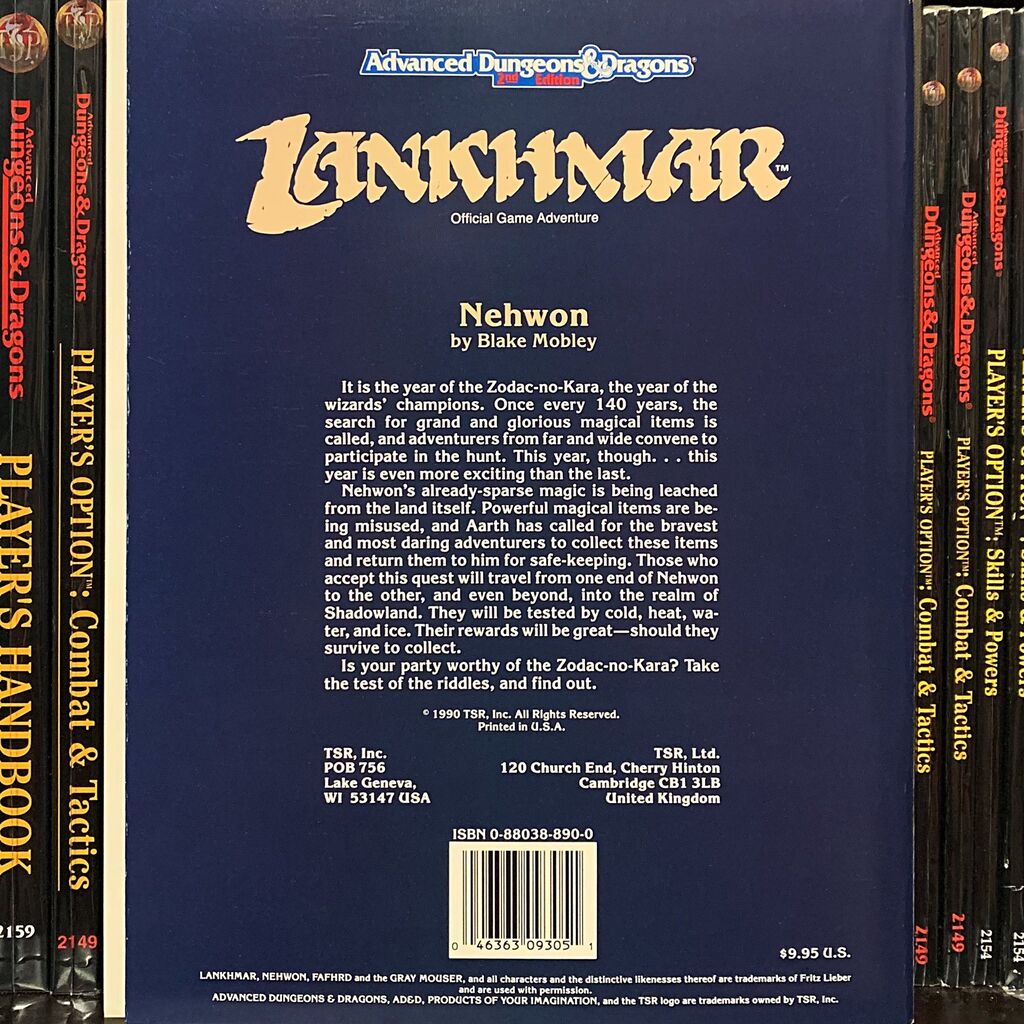 TSR
Advanced
Dungeons & Dragons
PLAYER'S HANDBOOK
2159
Advanced
Dungeons & Dragons
PLAYER'S OPTION™: Combat & Tactics
2149
Advanced Dungeons & Dragons®
2nd Edition
LANKHMAR™
Official Game Adventure
Nehwon
by Blake Mobley
It is the year of the Zodac-no-Kara, the year of the
wizards' champions. Once every 140 years, the
search for grand and glorious magical items is
called, and adventurers from far and wide convene to
participate in the hunt. This year, though. . . this
year is even more exciting than the last.
Nehwon's already-sparse magic is being leached
from the land itself. Powerful magical items are be-
ing misused, and Aarth has called for the bravest
and most daring adventurers to collect these items
and return them to him for safe-keeping. Those who
accept this quest will travel from one end of Nehwon
to the other, and even beyond, into the realm of
Shadowland. They will be tested by cold, heat, wa-
ter, and ice. Their rewards will be great—should they
survive to collect.
Is your party worthy of the Zodac-no-Kara? Take
the test of the riddles, and find out.
© 1990 TSR, Inc. All Rights Reserved.
Printed in U.S.A.
TSR, Inc.
POB 756
Lake Geneva,
WI 53147 USA
TSR, Ltd.
120 Church End, Cherry Hinton
Cambridge CB1 3LB
United Kingdom
ISBN 0-88038-890-0
0 46363 09305 1
$9.95 U.S.
LANKHMAR, NEHWON, FAFHRD and the GRAY MOUSER, and all characters and the distinctive likenesses thereof are trademarks of Fritz Lieber
and are used with permission.
ADVANCED DUNGEONS & DRAGONS, AD&D, PRODUCTS OF YOUR IMAGINATION, and the TSR logo are trademarks owned by TSR, Inc.
Advanced
Dungeons & Dragons®
PLAYER'S OPTION™: Combat & Tactics
2149
Advanced
Dungeons & Dragons®
PLAYER'S OPTION™: Combat & Tactics
2149
Advanced
Dungeons & Dragons®
PLAYER'S OPTION™: Skills & Powers
2154
2154